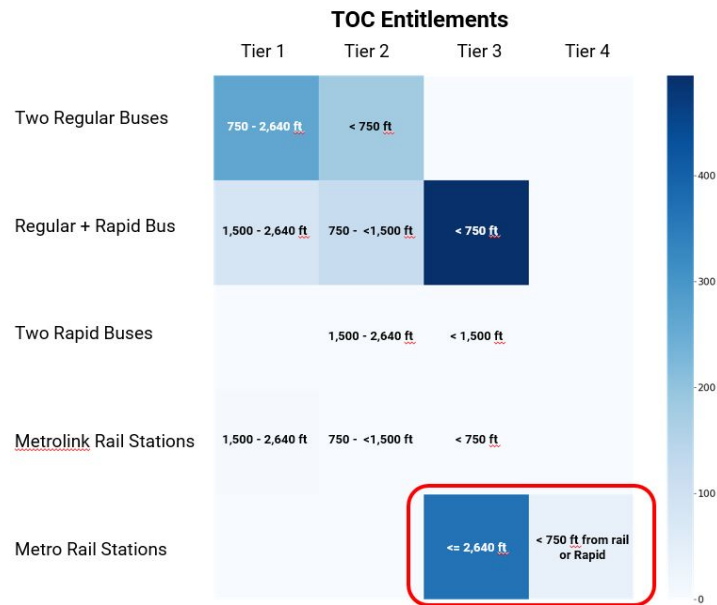 TOC Entitlements
Tier 1 Tier 2 Tier 3 Tier 4
Two Regular Buses 750 - 2,640 ft < 750 ft
Regular + Rapid Bus 1,500 - 2,640 ft 750 - <1,500 ft < 750 ft
Two Rapid Buses 1,500 - 2,640 ft < 1,500 ft
Metrolink Rail Stations 1,500 - 2,640 ft 750 - <1,500 ft < 750 ft
Metro Rail Stations <= 2,640 ft < 750 ft from rail
or Rapid
400
300
200
100
0